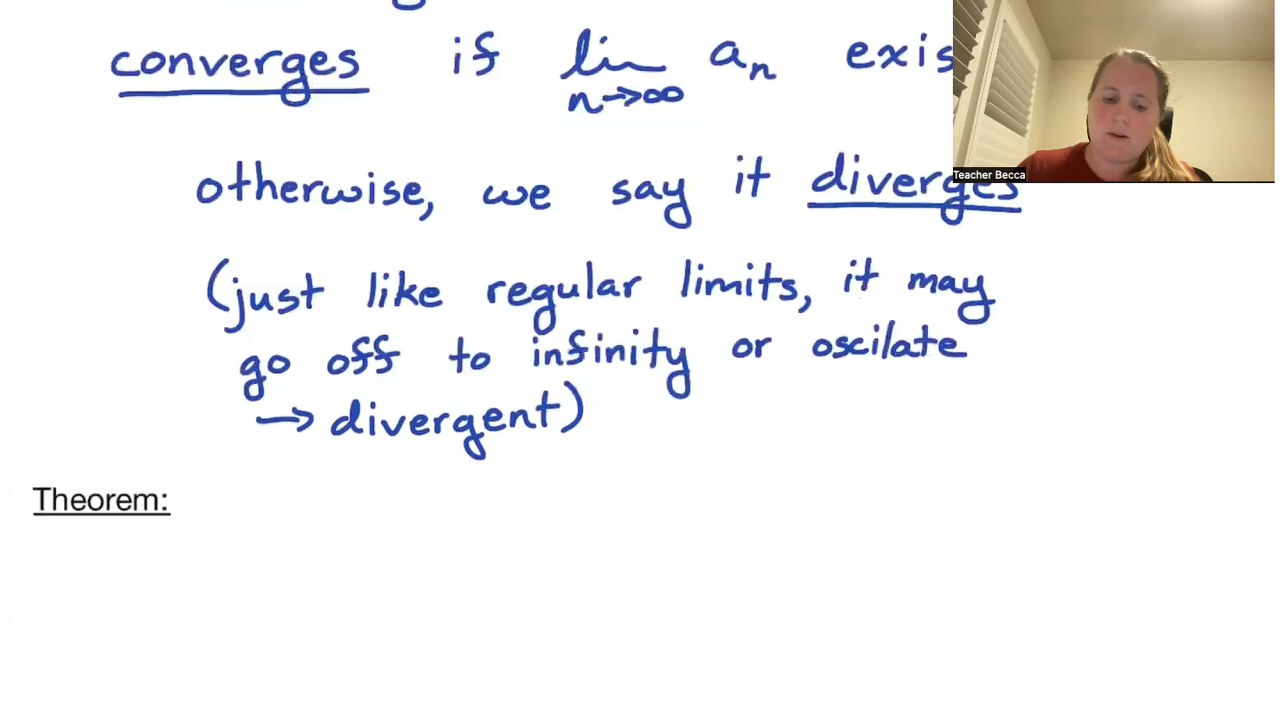 converges if lim a_n exis
n→∞
Teacher Becca
otherwise, we say it diverges
(just like regular limits, it may
go off to infinity or oscilate
→ divergent)
Theorem: